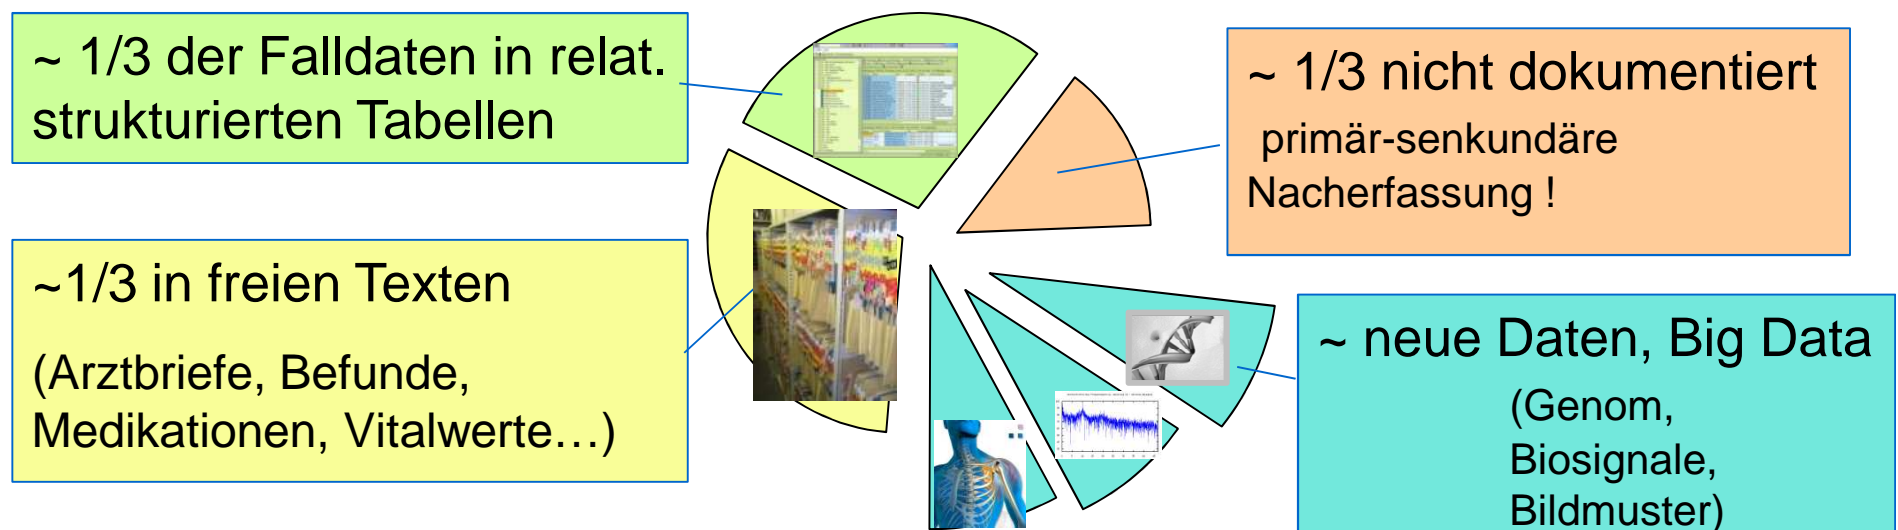 ~ 1/3 der Falldaten in relat.
strukturierten Tabellen
~1/3 in freien Texten
(Arztbriefe, Befunde,
Medikationen, Vitalwerte…)
~ 1/3 nicht dokumentiert
primär-senkundäre
Nacherfassung !
~ neue Daten, Big Data
(Genom,
Biosignale,
Bildmuster)